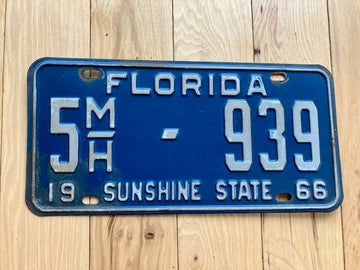 FLORIDA
5 M/H - 939
19 SUNSHINE STATE 66